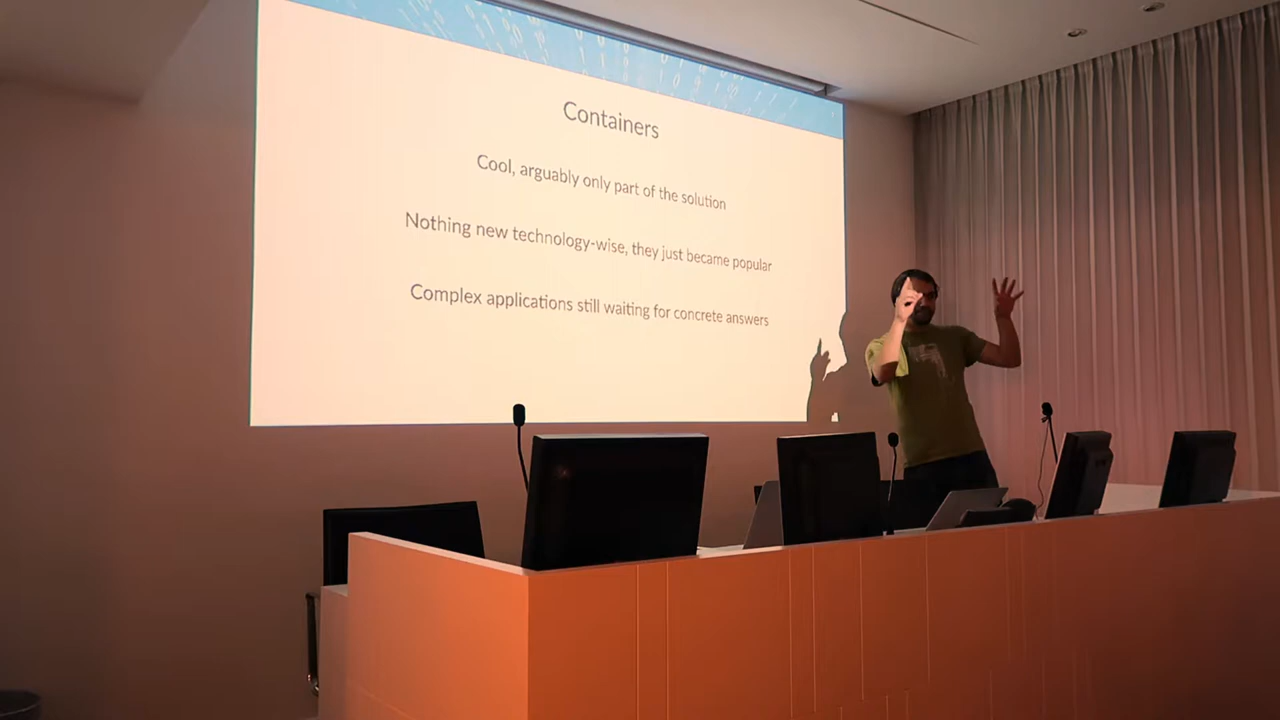 Containers
Cool, arguably only part of the solution
Nothing new technology-wise, they just became popular
Complex applications still waiting for concrete answers